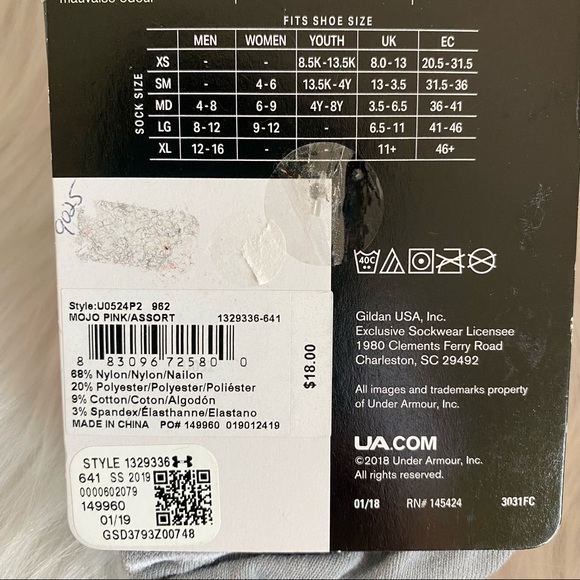 mauvaise odeur
FITS SHOE SIZE
MEN WOMEN YOUTH UK EC
SOCK SIZE
XS - - 8.5K-13.5K 8.0-13 20.5-31.5
SM - 4-6 13.5K-4Y 13-3.5 31.5-36
MD 4-8 6-9 4Y-8Y 3.5-6.5 36-41
LG 8-12 9-12 - 6.5-11 41-46
XL 12-16 - - 11+ 46+
9025
40C
Style:U0524P2 962
MOJO PINK/ASSORT 1329336-641
8 83096 72580 0
$18.00
68% Nylon/Nylon/Nailon
20% Polyester/Polyester/Poliéster
9% Cotton/Coton/Algodón
3% Spandex/Élasthanne/Elastano
MADE IN CHINA PO# 149960 019012419
Gildan USA, Inc.
Exclusive Sockwear Licensee
1980 Clements Ferry Road
Charleston, SC 29492
All images and trademarks property
of Under Armour, Inc.
UA.COM
©2018 Under Armour, Inc.
All rights reserved.
01/18 RN# 145424 3031FC
STYLE 1329336
641 SS 2019
0000602079
149960
01/19
GSD3793Z00748